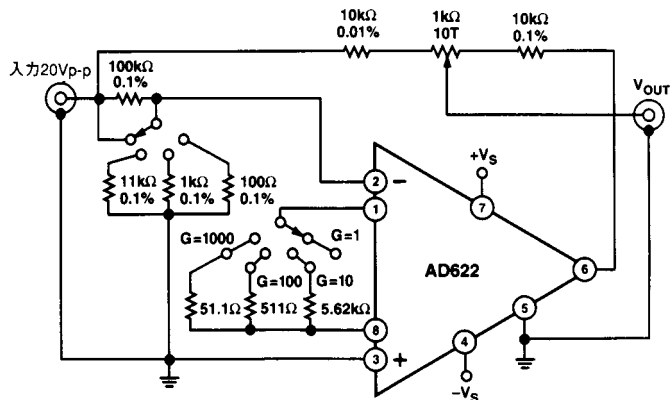 10kΩ
0.01%
1kΩ
10T
10kΩ
0.1%
入力20Vp-p
100kΩ
0.1%
VOUT
11kΩ
0.1%
1kΩ
0.1%
100Ω
0.1%
2
−
+VS
7
1
G=1000
G=1
G=100
G=10
AD622
6
51.1Ω
511Ω
5.62kΩ
8
3
+
4
5
−VS